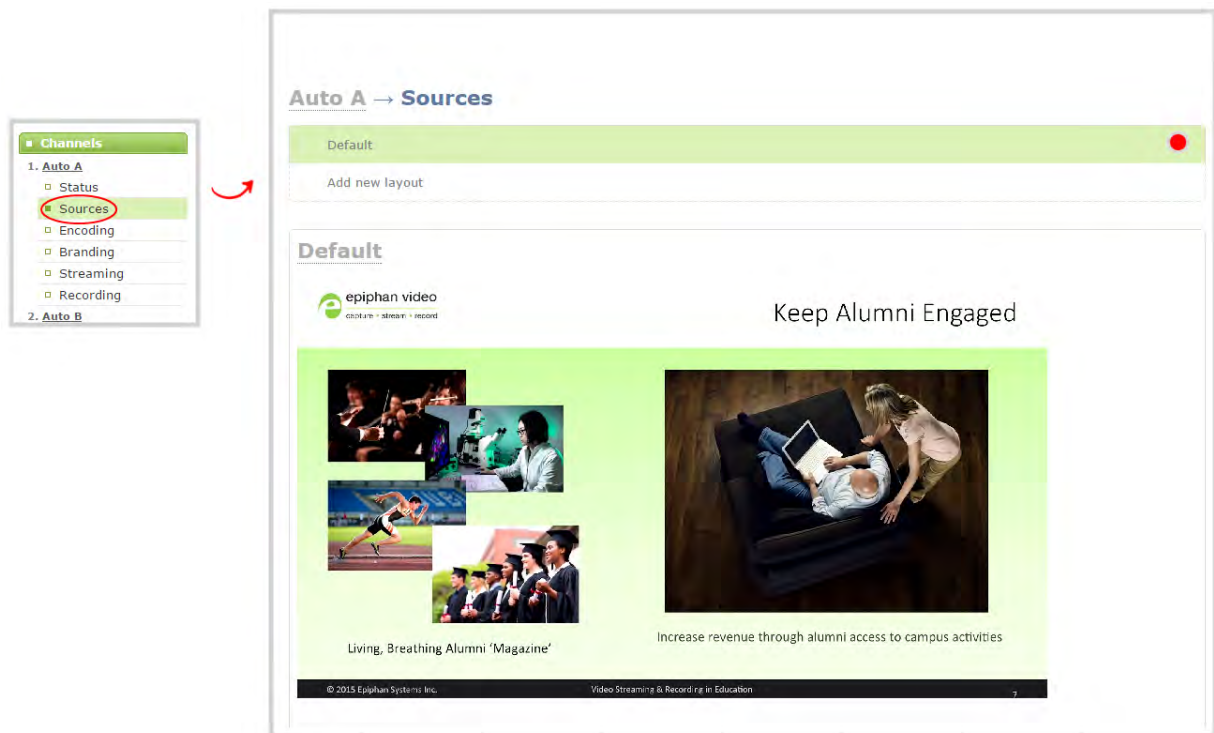 Channels
1. Auto A
Status
Sources
Encoding
Branding
Streaming
Recording
2. Auto B
Auto A → Sources
Default
Add new layout
Default
epiphan video
capture • stream • record
Keep Alumni Engaged
Living, Breathing Alumni ‘Magazine’
Increase revenue through alumni access to campus activities
© 2015 Epiphan Systems Inc.
Video Streaming & Recording in Education
7